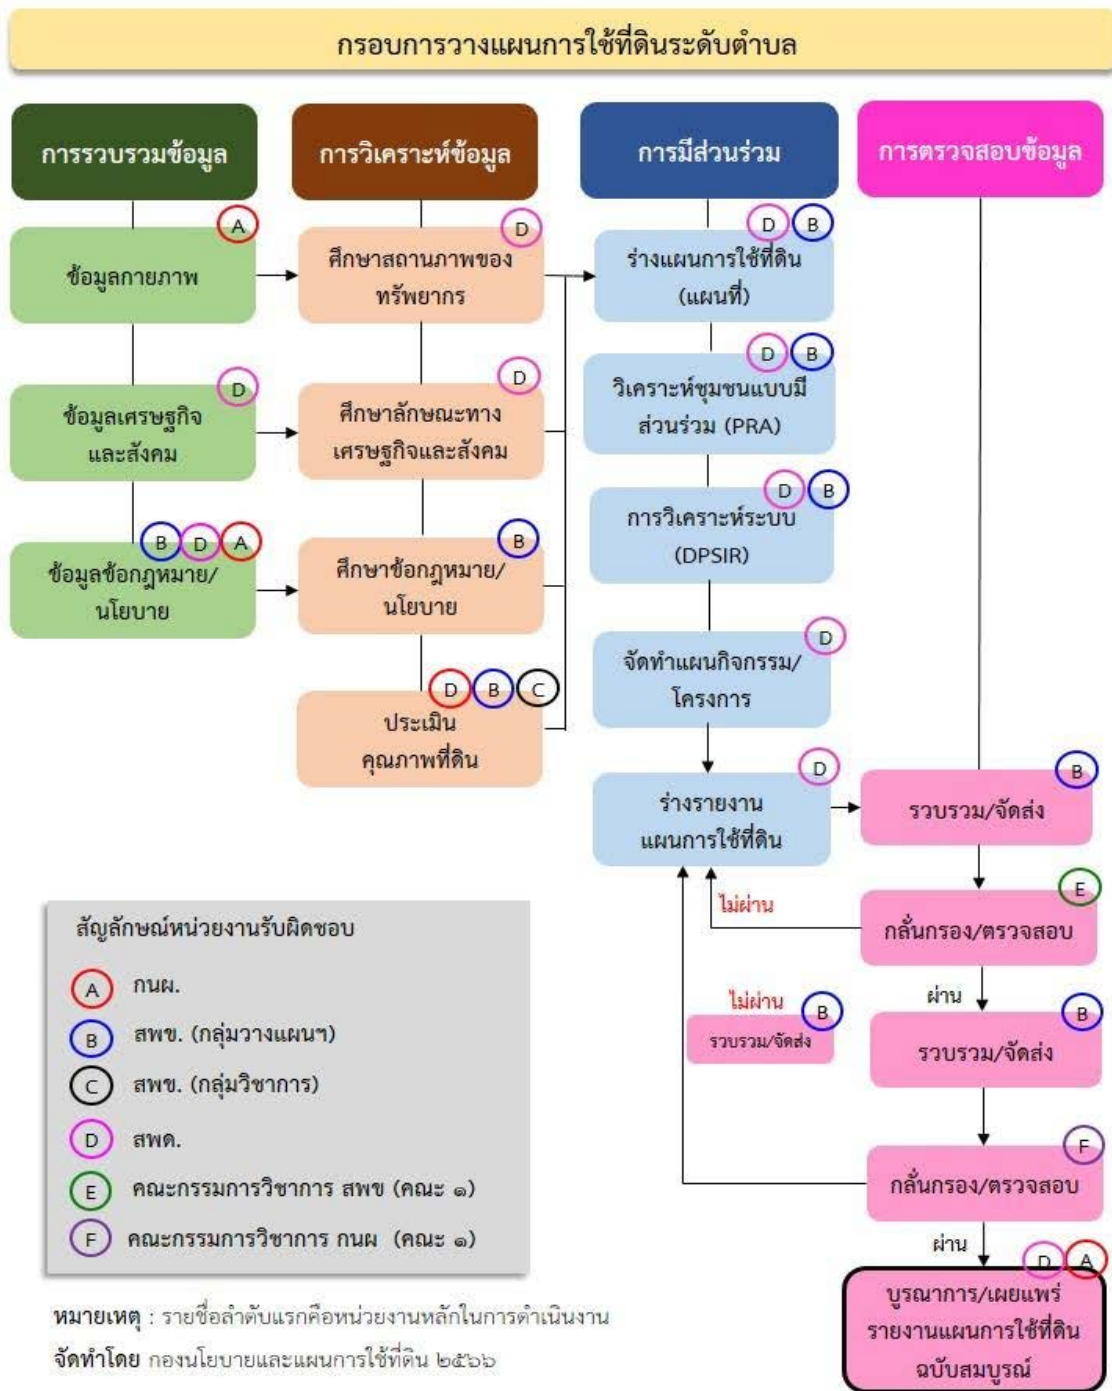 กรอบการวางแผนการใช้ที่ดินระดับตำบล
การรวบรวมข้อมูล
A
ข้อมูลกายภาพ
D
ข้อมูลเศรษฐกิจ
และสังคม
B D A
ข้อมูลข้อกฎหมาย/
นโยบาย
การวิเคราะห์ข้อมูล
D
ศึกษาสถานภาพของ
ทรัพยากร
D
ศึกษาลักษณะทาง
เศรษฐกิจและสังคม
B
ศึกษาข้อกฎหมาย/
นโยบาย
D B C
ประเมิน
คุณภาพที่ดิน
การมีส่วนร่วม
D B
ร่างแผนการใช้ที่ดิน
(แผนที่)
D B
วิเคราะห์ชุมชนแบบมี
ส่วนร่วม (PRA)
D B
การวิเคราะห์ระบบ
(DPSIR)
D
จัดทำแผนกิจกรรม/
โครงการ
D
ร่างรายงาน
แผนการใช้ที่ดิน
การตรวจสอบข้อมูล
B
รวบรวม/จัดส่ง
E
กลั่นกรอง/ตรวจสอบ
ไม่ผ่าน
ผ่าน
B
รวบรวม/จัดส่ง
ไม่ผ่าน
B
รวบรวม/จัดส่ง
F
กลั่นกรอง/ตรวจสอบ
ผ่าน
D A
บูรณาการ/เผยแพร่
รายงานแผนการใช้ที่ดิน
ฉบับสมบูรณ์
สัญลักษณ์หน่วยงานรับผิดชอบ
A กนผ.
B สพข. (กลุ่มวางแผนฯ)
C สพข. (กลุ่มวิชาการ)
D สพด.
E คณะกรรมการวิชาการ สพข (คณะ ๑)
F คณะกรรมการวิชาการ กนผ (คณะ ๑)
หมายเหตุ : รายชื่อลำดับแรกคือหน่วยงานหลักในการดำเนินงาน
จัดทำโดย กองนโยบายและแผนการใช้ที่ดิน ๒๕๖๖